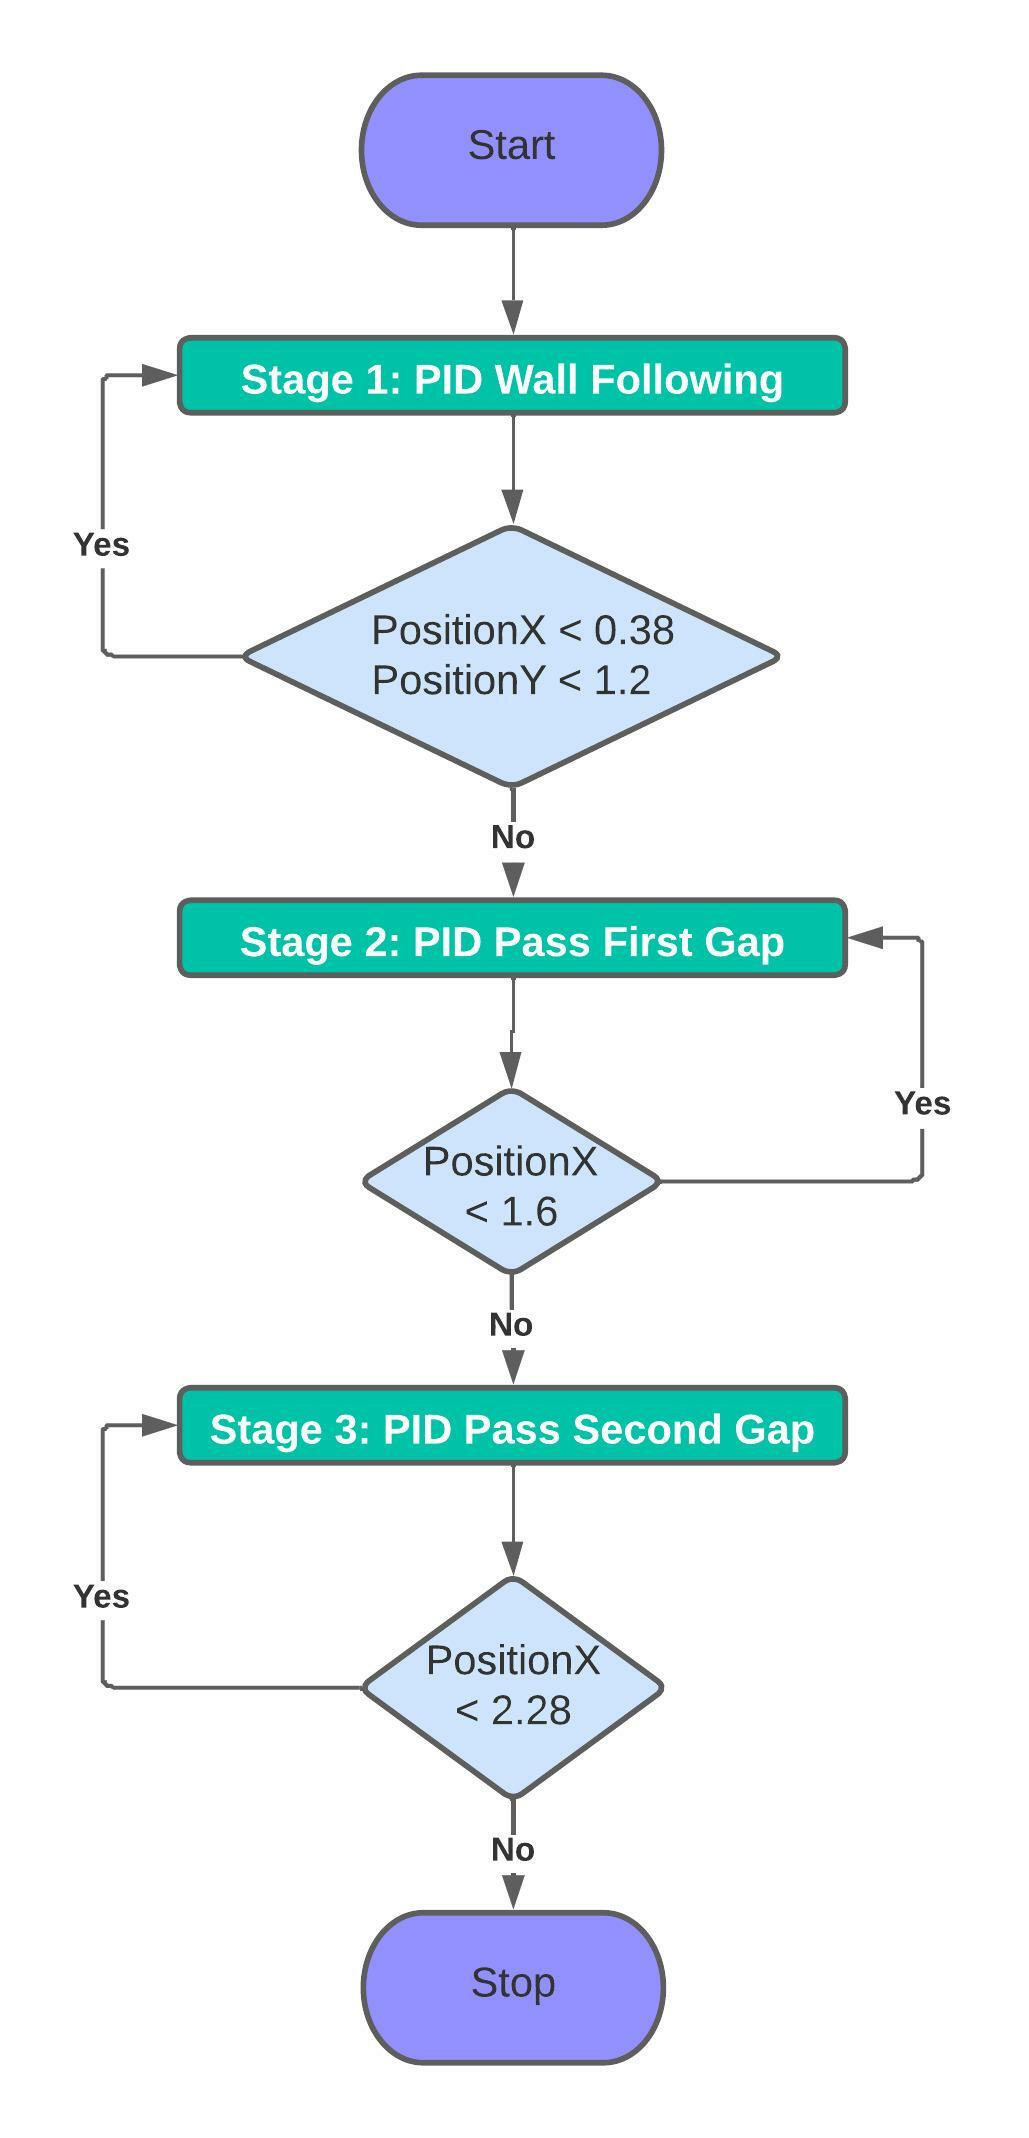 Start
Stage 1: PID Wall Following
Yes
PositionX < 0.38
PositionY < 1.2
No
Stage 2: PID Pass First Gap
Yes
PositionX
< 1.6
No
Stage 3: PID Pass Second Gap
Yes
PositionX
< 2.28
No
Stop